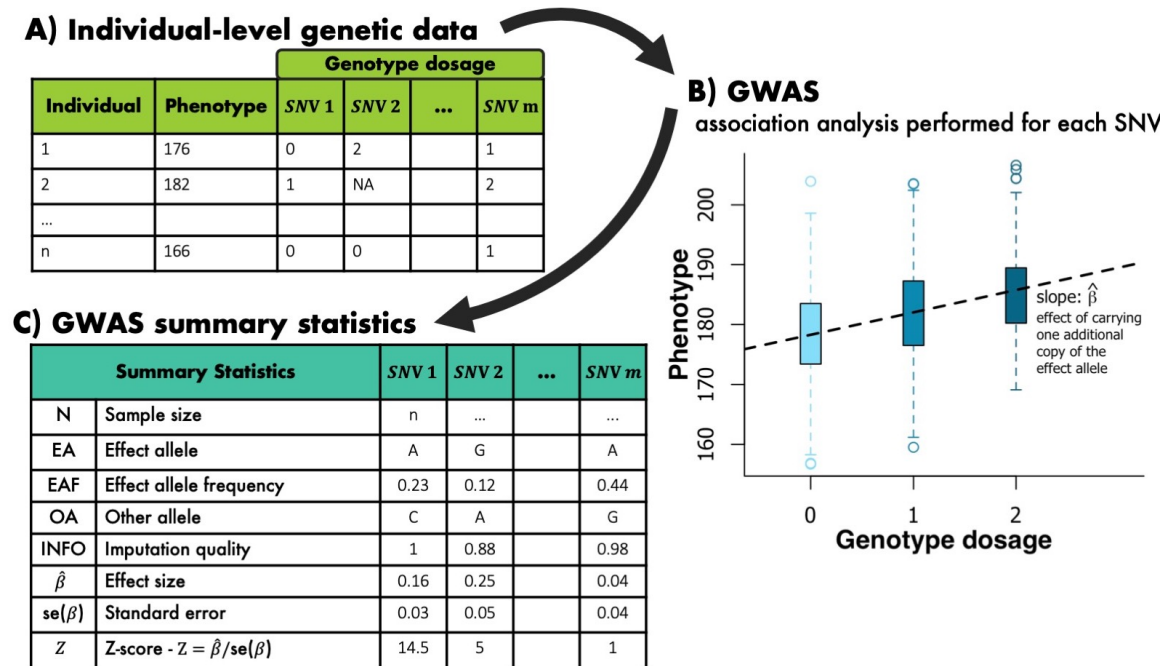 A) Individual-level genetic data
Genotype dosage
Individual Phenotype SNV 1 SNV 2 ... SNV m
1 176 0 2 1
2 182 1 NA 2
...
n 166 0 0 1
B) GWAS
association analysis performed for each SNV
Phenotype
200
190
180
170
160
slope: β̂
effect of carrying
one additional
copy of the
effect allele
0 1 2
Genotype dosage
C) GWAS summary statistics
Summary Statistics SNV 1 SNV 2 ... SNV m
N Sample size n ... ...
EA Effect allele A G A
EAF Effect allele frequency 0.23 0.12 0.44
OA Other allele C A G
INFO Imputation quality 1 0.88 0.98
β̂ Effect size 0.16 0.25 0.04
se(β) Standard error 0.03 0.05 0.04
Z Z-score - Z = β̂/se(β) 14.5 5 1